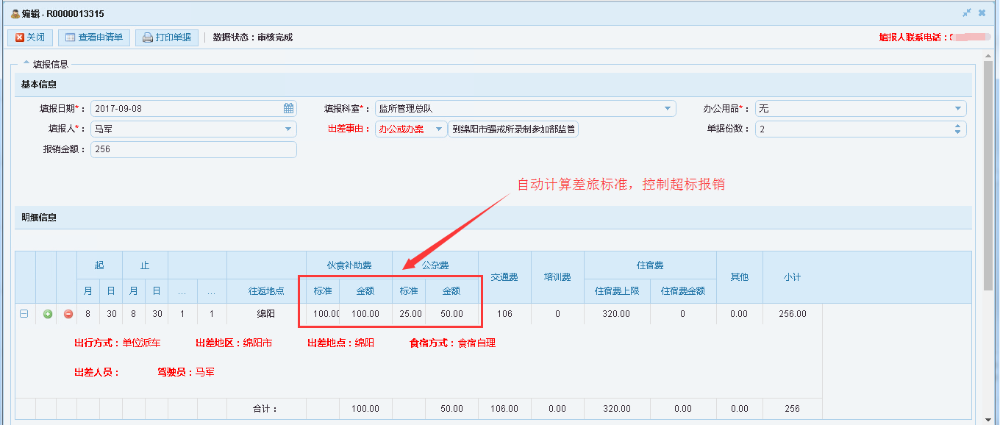 编辑 - R0000013315
关闭 查看申请单 打印单据 数据状态：审核完成 填报人联系电话：
填报信息
基本信息
填报日期*： 2017-09-08 填报科室*： 监所管理总队 办公用品*： 无
填报人*： 马军 出差事由： 办公或办案 到绵阳市强戒所录制参加部监管 单据份数： 2
报销金额： 256
自动计算差旅标准，控制超标报销
明细信息
起 止 伙食补助费 公杂费 交通费 培训费 住宿费 其他 小计
月 日 月 日 ... ... 往返地点 标准 金额 标准 金额 住宿费上限 住宿费金额
8 30 8 30 1 1 绵阳 100.00 100.00 25.00 50.00 106 0 320.00 0 0.00 256.00
出行方式：单位派车 出差地区：绵阳市 出差地点：绵阳 食宿方式：食宿自理
出差人员： 驾驶员：马军
合计： 100.00 50.00 106.00 0.00 320.00 0.00 0.00 256